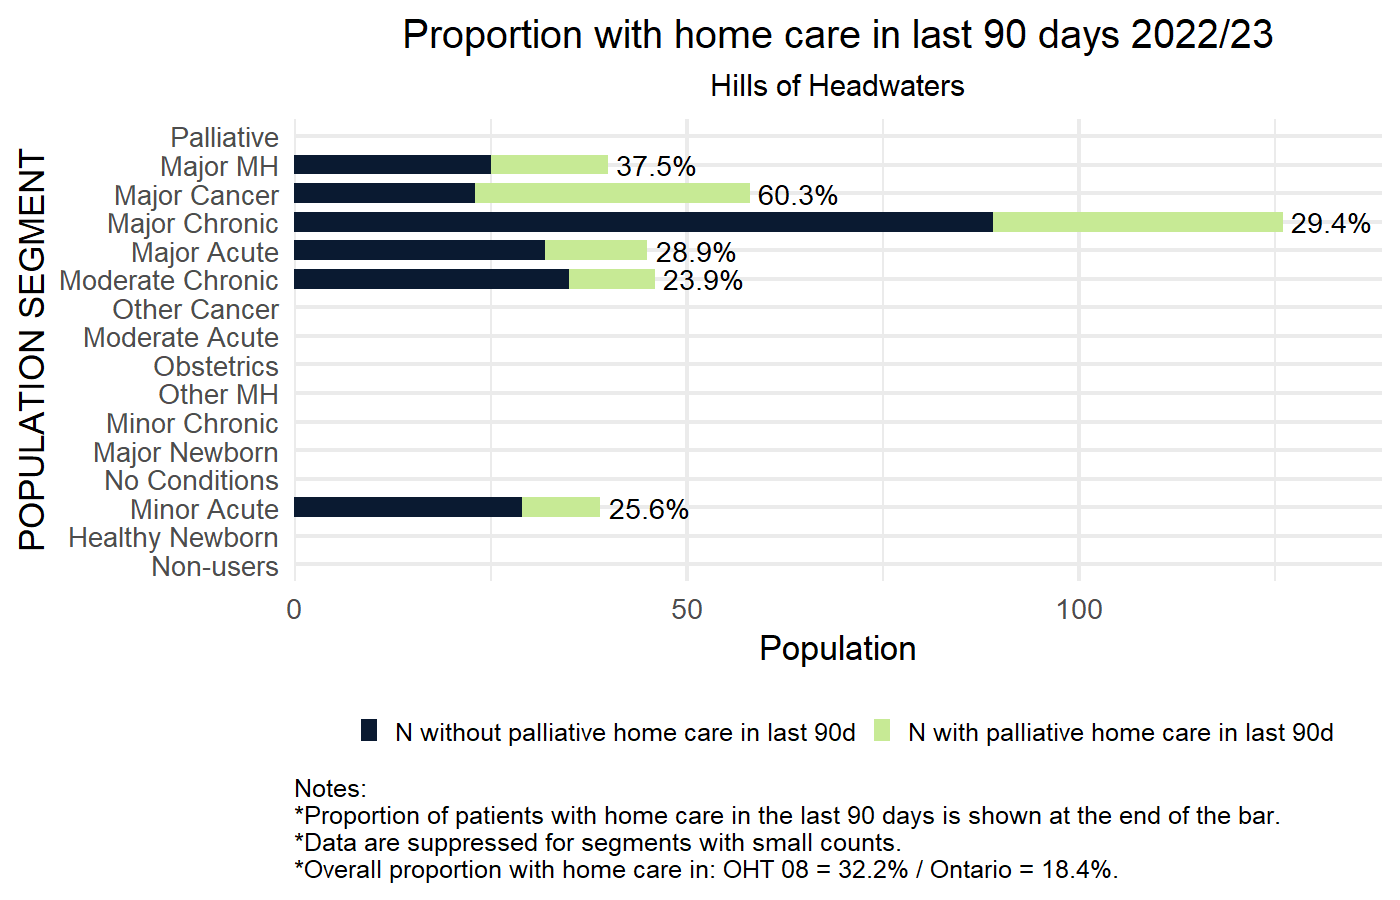 Proportion with home care in last 90 days 2022/23
Hills of Headwaters
POPULATION SEGMENT
Palliative
Major MH 37.5%
Major Cancer 60.3%
Major Chronic 29.4%
Major Acute 28.9%
Moderate Chronic 23.9%
Other Cancer
Moderate Acute
Obstetrics
Other MH
Minor Chronic
Major Newborn
No Conditions
Minor Acute 25.6%
Healthy Newborn
Non-users
0 50 100
Population
N without palliative home care in last 90d N with palliative home care in last 90d
Notes:
*Proportion of patients with home care in the last 90 days is shown at the end of the bar.
*Data are suppressed for segments with small counts.
*Overall proportion with home care in: OHT 08 = 32.2% / Ontario = 18.4%.